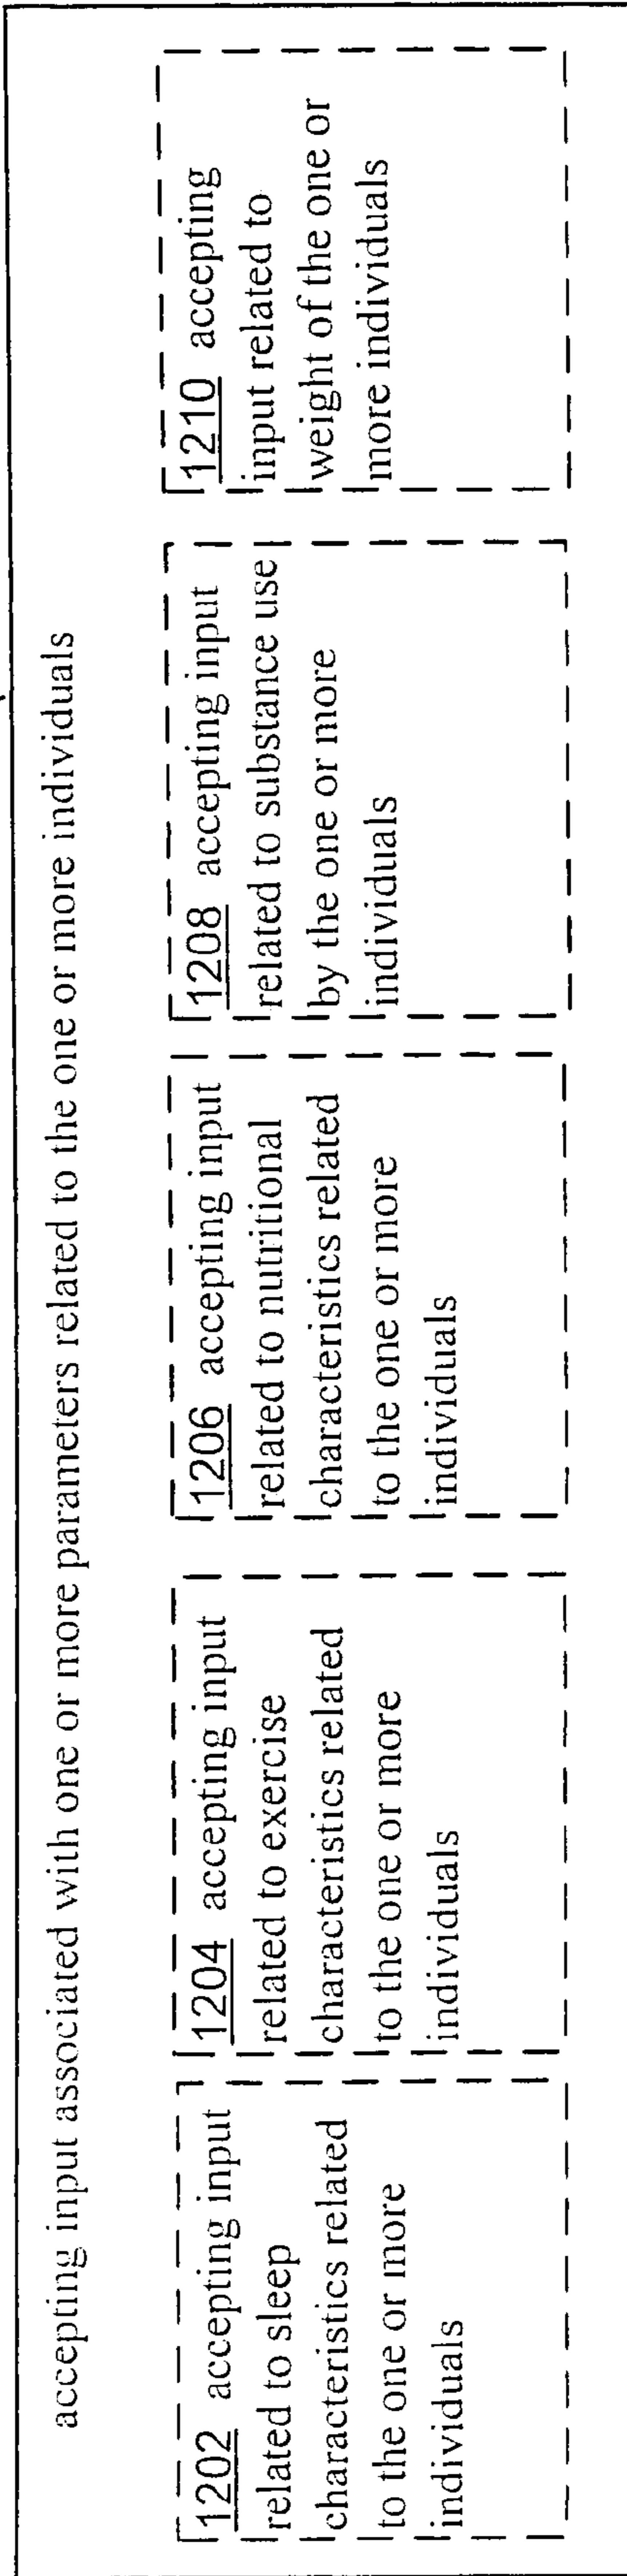 accepting input associated with one or more parameters related to the one or more individuals
1202 accepting input
related to sleep
characteristics related
to the one or more
individuals
1204 accepting input
related to exercise
characteristics related
to the one or more
individuals
1206 accepting input
related to nutritional
characteristics related
to the one or more
individuals
1208 accepting input
related to substance use
by the one or more
individuals
1210 accepting
input related to
weight of the one or
more individuals